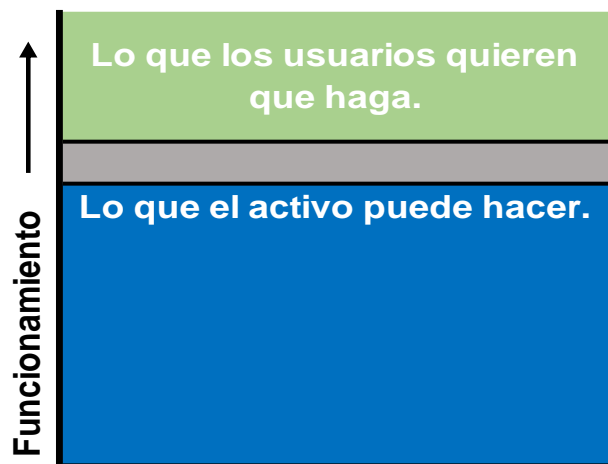 Lo que los usuarios quieren
que haga.
Lo que el activo puede hacer.
Funcionamiento